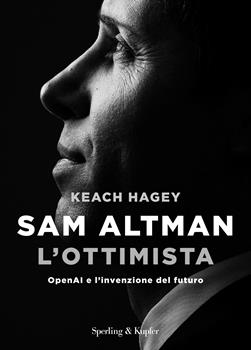 KEACH HAGEY
SAM ALTMAN
L'OTTIMISTA
OpenAI e l'invenzione del futuro
Sperling & Kupfer